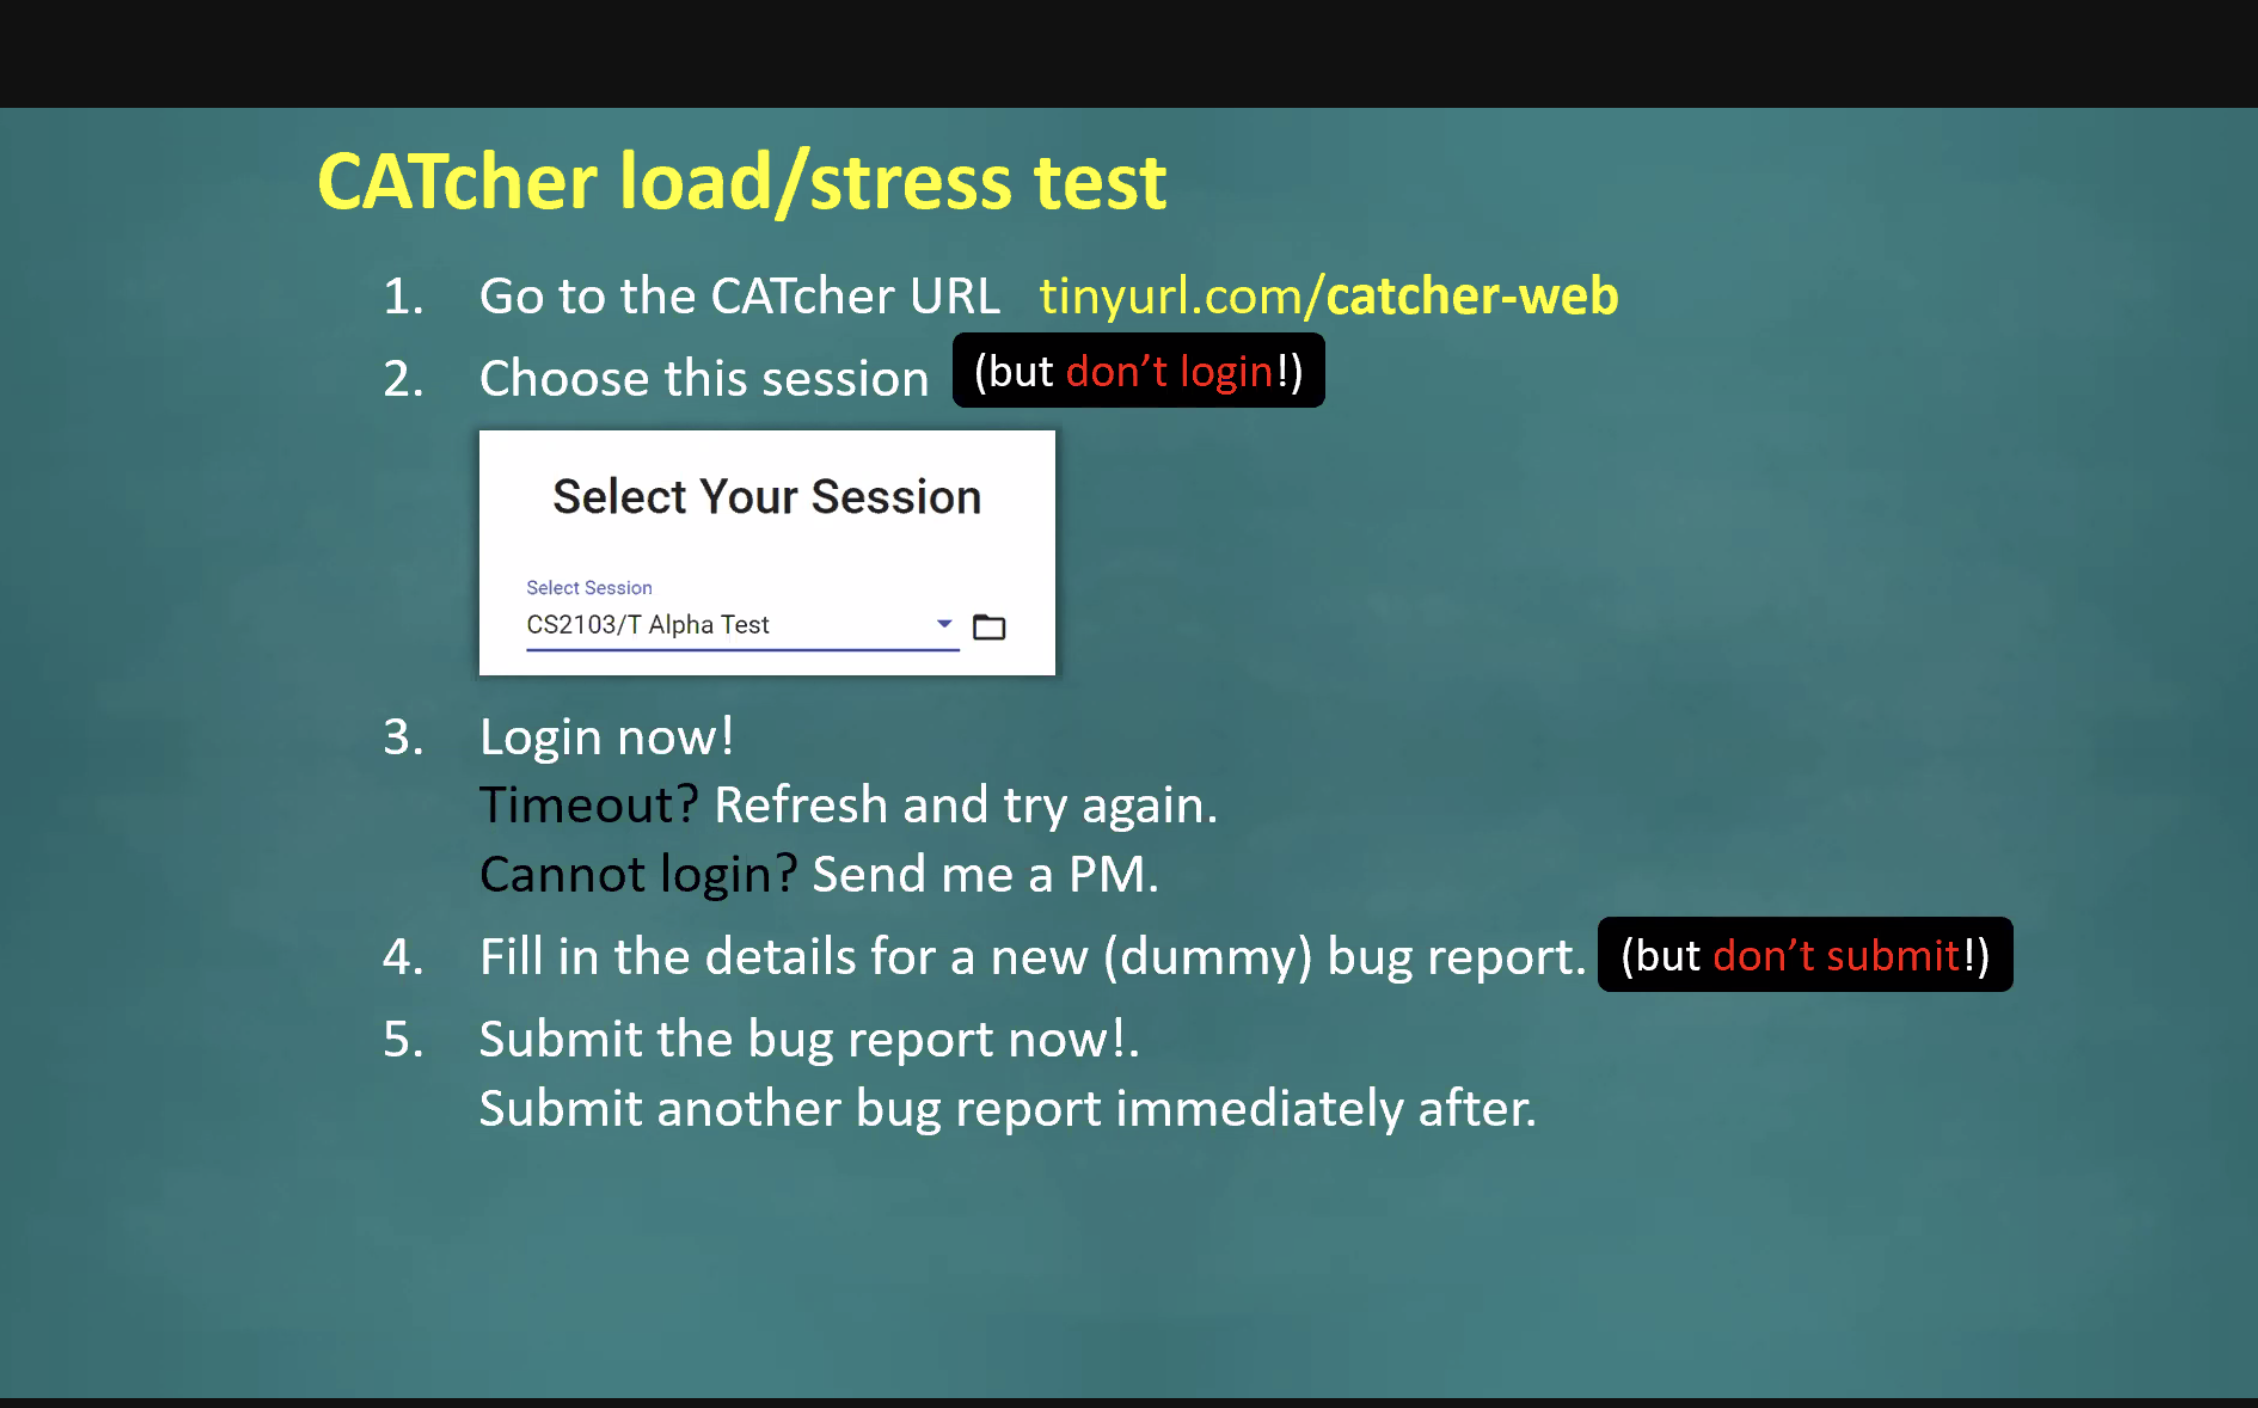 CATcher load/stress test
1. Go to the CATcher URL tinyurl.com/catcher-web
2. Choose this session (but don't login!)
Select Your Session
Select Session
CS2103/T Alpha Test
3. Login now!
Timeout? Refresh and try again.
Cannot login? Send me a PM.
4. Fill in the details for a new (dummy) bug report. (but don't submit!)
5. Submit the bug report now!.
Submit another bug report immediately after.